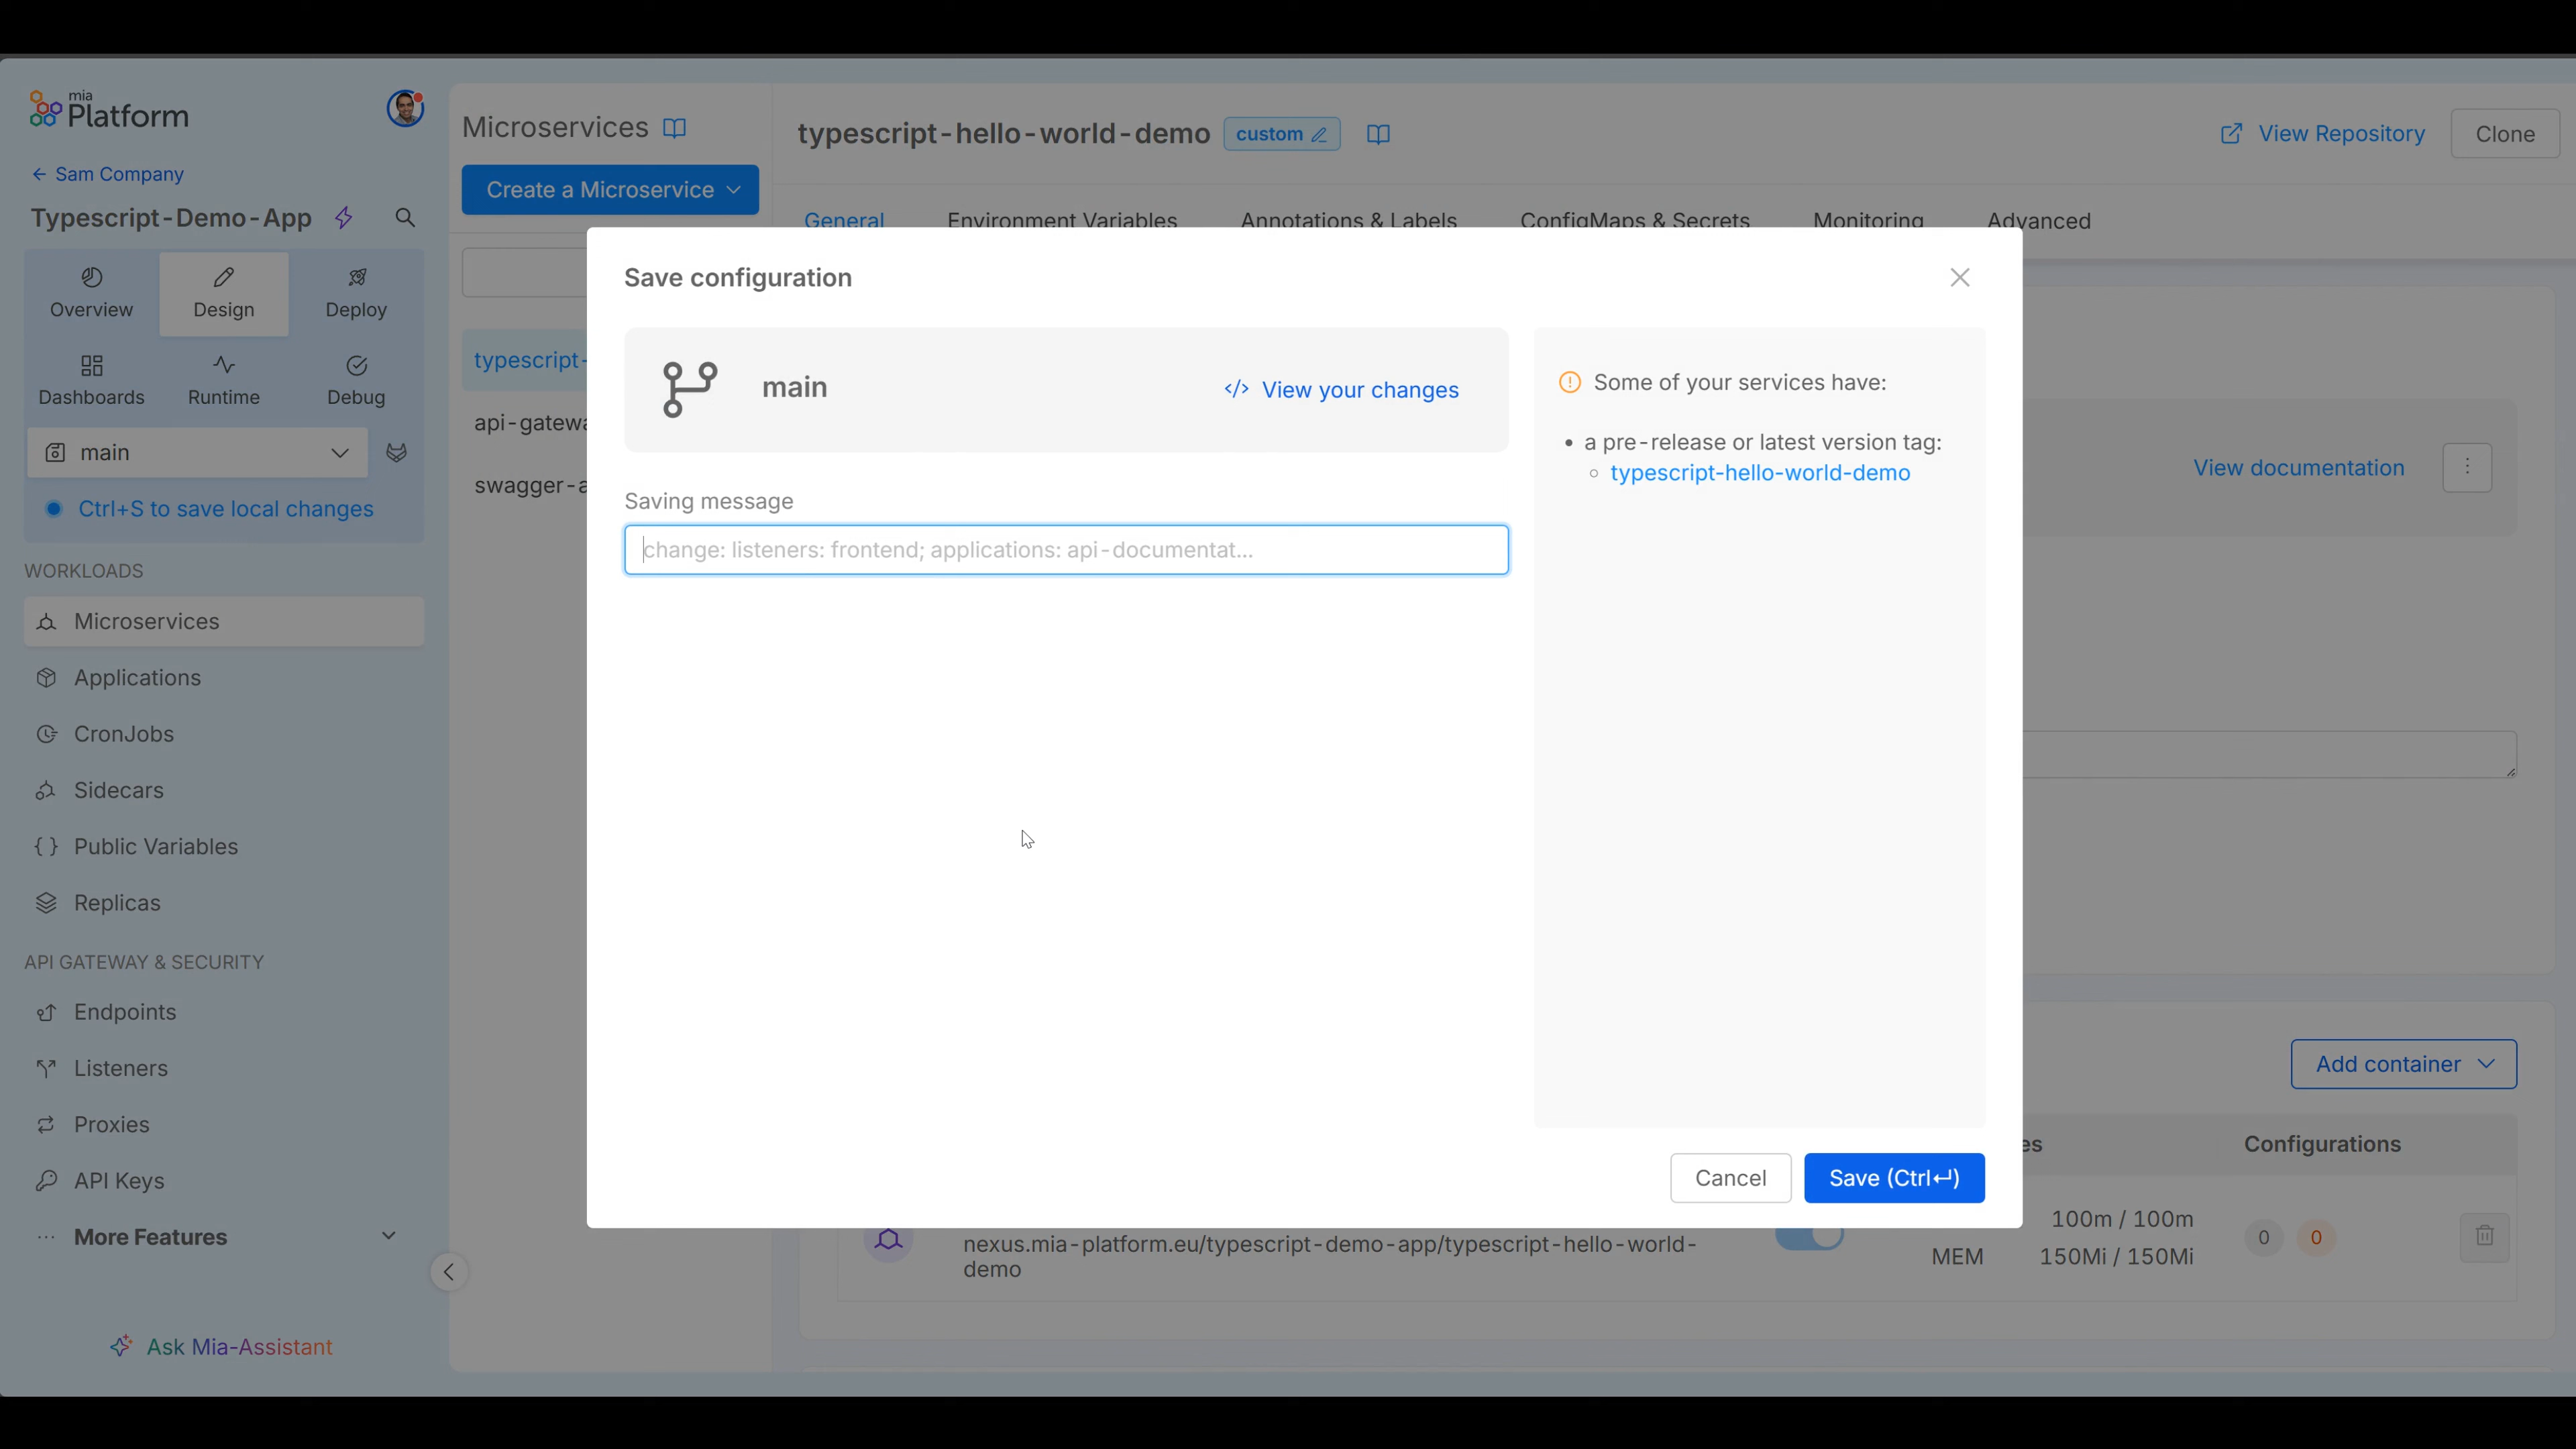 mia
Platform
Sam Company
Typescript-Demo-App
Overview
Design
Deploy
Dashboards
Runtime
Debug
main
Ctrl+S to save local changes
WORKLOADS
Microservices
Applications
CronJobs
Sidecars
Public Variables
Replicas
API GATEWAY & SECURITY
Endpoints
Listeners
Proxies
API Keys
More Features
Ask Mia-Assistant
Microservices
Create a Microservice
typescript-
api-gatewa
swagger-a
typescript-hello-world-demo custom
View Repository
Clone
General Environment Variables Annotations & Labels ConfigMaps & Secrets Monitoring Advanced
View documentation
Save configuration
main
View your changes
Saving message
change: listeners: frontend; applications: api-documentat...
Some of your services have:
• a pre-release or latest version tag:
typescript-hello-world-demo
Cancel
Save (Ctrl↵)
Add container
es
Configurations
nexus.mia-platform.eu/typescript-demo-app/typescript-hello-world-
demo
100m / 100m
MEM 150Mi / 150Mi
0 0